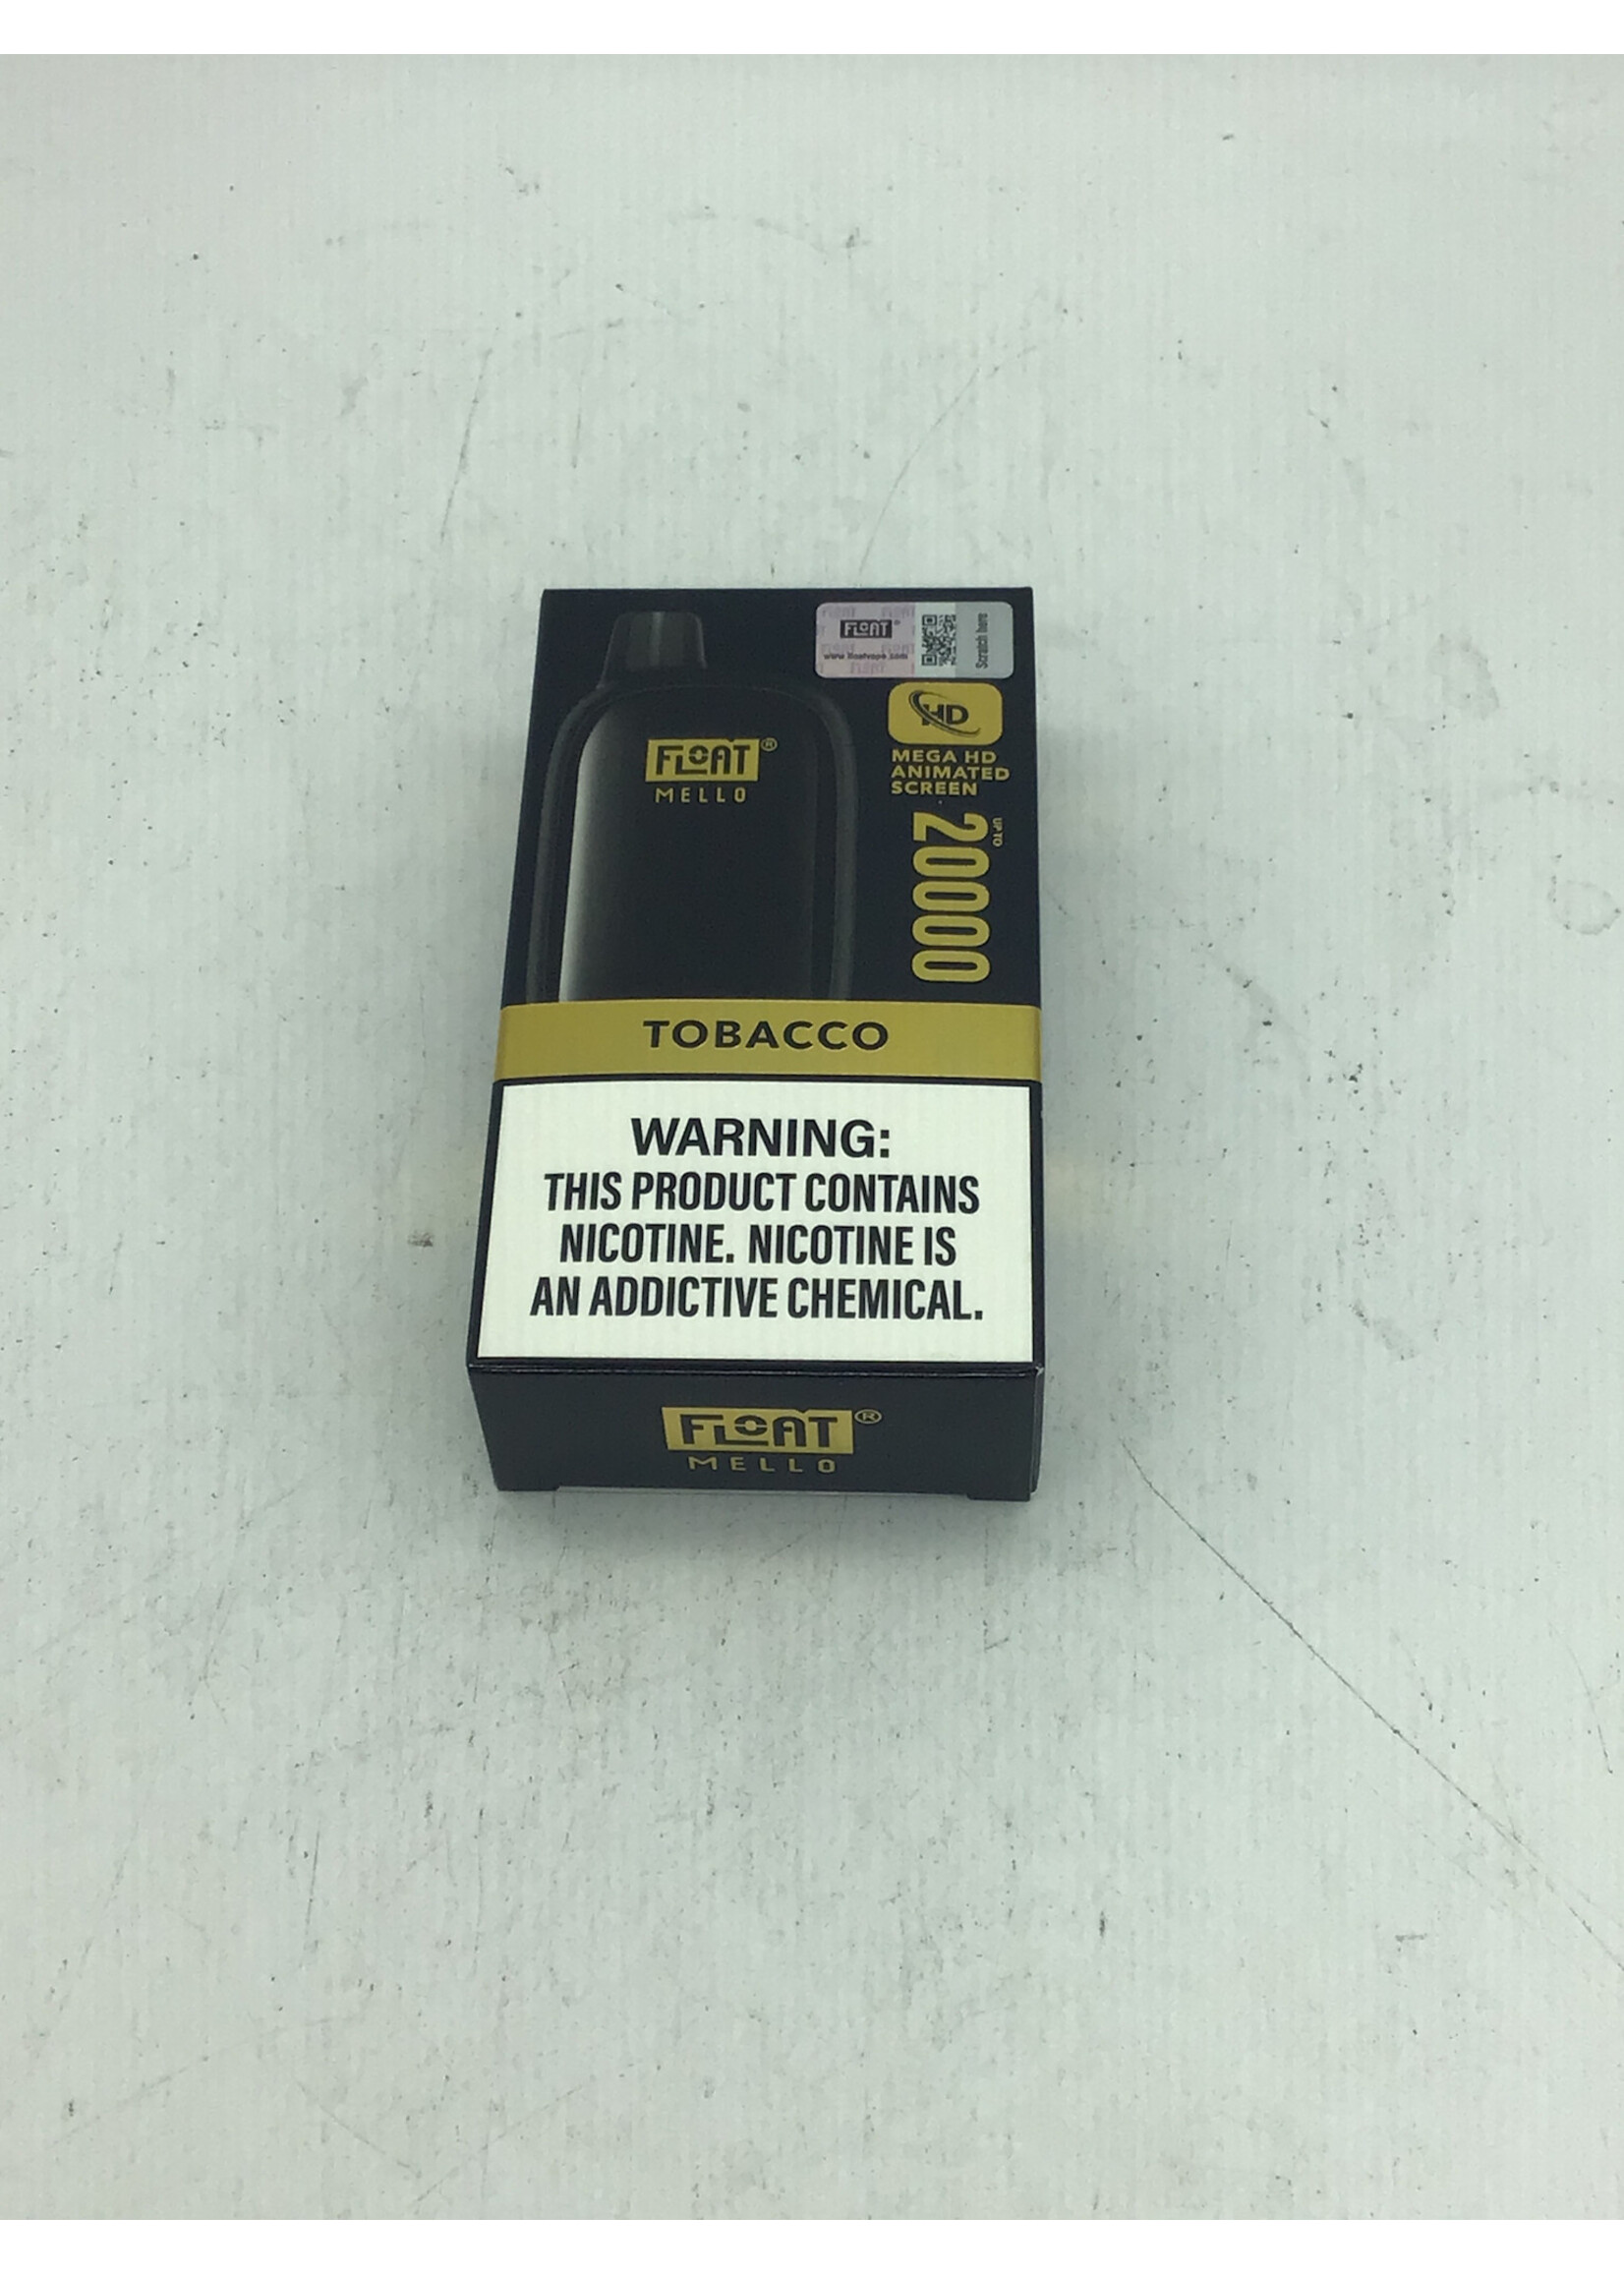 FLOAT®
www.floatvape.com
Scratch here
HD
FLOAT®
MELLO
MEGA HD
ANIMATED
SCREEN
UP TO
20000
TOBACCO
WARNING:
THIS PRODUCT CONTAINS
NICOTINE. NICOTINE IS
AN ADDICTIVE CHEMICAL.
FLOAT®
MELLO